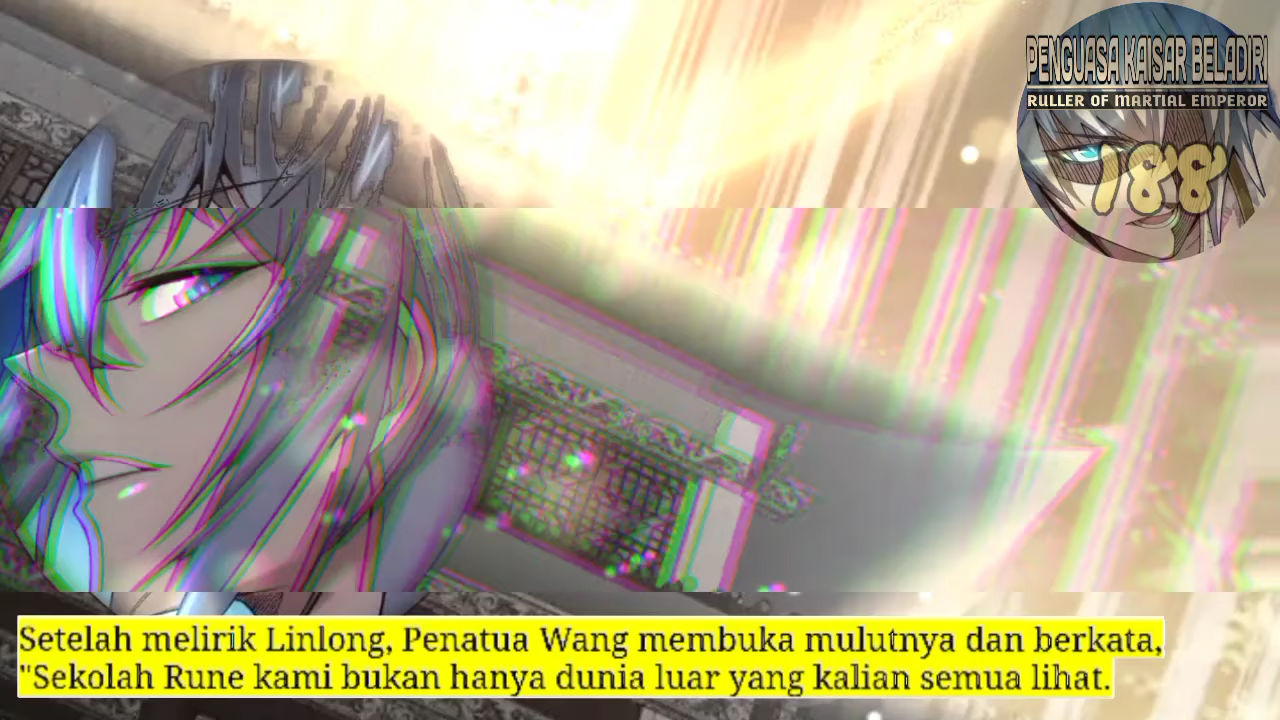 PENGUASA KAISAR BELADIRI
RULLER OF MARTIAL EMPEROR
188
Setelah melirik Linlong, Penatua Wang membuka mulutnya dan berkata,
"Sekolah Rune kami bukan hanya dunia luar yang kalian semua lihat.